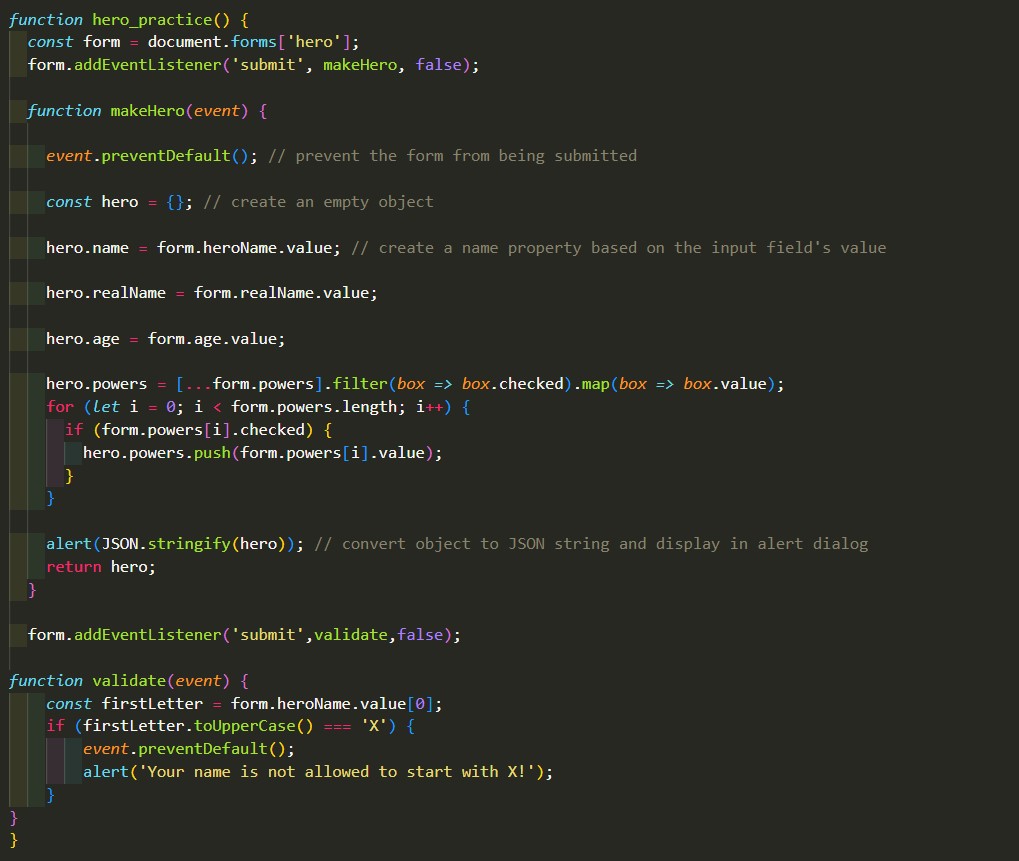 function hero_practice() {
const form = document.forms['hero'];
form.addEventListener('submit', makeHero, false);
function makeHero(event) {
event.preventDefault(); // prevent the form from being submitted
const hero = {}; // create an empty object
hero.name = form.heroName.value; // create a name property based on the input field's value
hero.realName = form.realName.value;
hero.age = form.age.value;
hero.powers = [...form.powers].filter(box => box.checked).map(box => box.value);
for (let i = 0; i < form.powers.length; i++) {
if (form.powers[i].checked) {
hero.powers.push(form.powers[i].value);
}
}
alert(JSON.stringify(hero)); // convert object to JSON string and display in alert dialog
return hero;
}
form.addEventListener('submit',validate,false);
function validate(event) {
const firstLetter = form.heroName.value[0];
if (firstLetter.toUpperCase() === 'X') {
event.preventDefault();
alert('Your name is not allowed to start with X!');
}
}
}